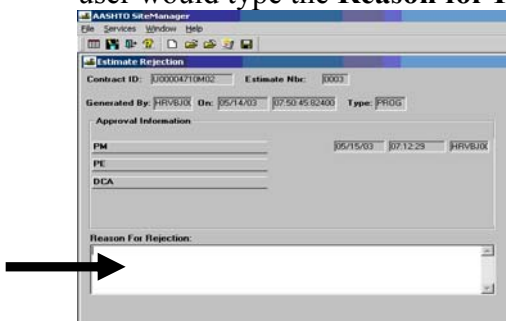 user would type the Reason for
AASHTO SiteManager
File Services Window Help
Estimate Rejection
Contract ID: U00004710M02 Estimate Nbr: 0003
Generated By: HRVBJ0( On: 05/14/03 07:50:45.82400 Type: PROG
Approval Information
PM 05/15/03 07:12:29 HRVBJ0(
PE
DCA
Reason For Rejection: